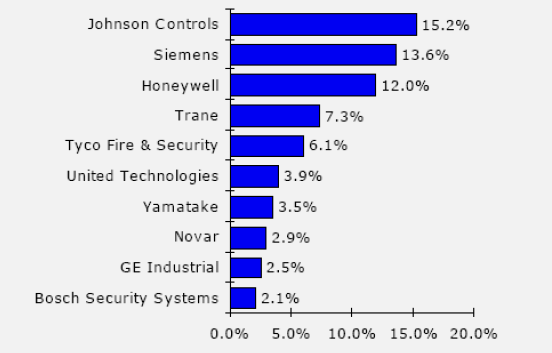 Johnson Controls 15.2%
Siemens 13.6%
Honeywell 12.0%
Trane 7.3%
Tyco Fire & Security 6.1%
United Technologies 3.9%
Yamatake 3.5%
Novar 2.9%
GE Industrial 2.5%
Bosch Security Systems 2.1%
0.0% 5.0% 10.0% 15.0% 20.0%